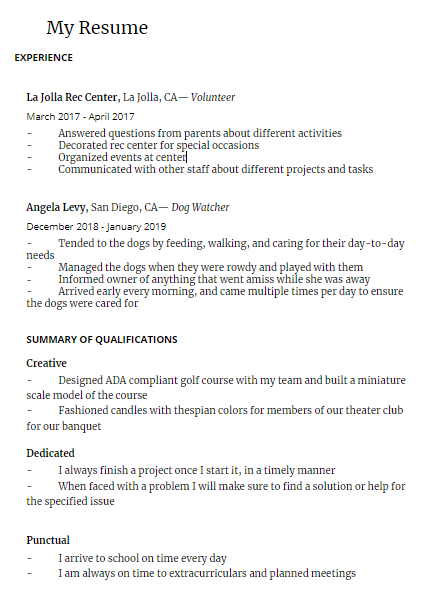 My Resume
EXPERIENCE
La Jolla Rec Center, La Jolla, CA— Volunteer
March 2017 - April 2017
- Answered questions from parents about different activities
- Decorated rec center for special occasions
- Organized events at center
- Communicated with other staff about different projects and tasks
Angela Levy, San Diego, CA— Dog Watcher
December 2018 - January 2019
- Tended to the dogs by feeding, walking, and caring for their day-to-day
needs
- Managed the dogs when they were rowdy and played with them
- Informed owner of anything that went amiss while she was away
- Arrived early every morning, and came multiple times per day to ensure
the dogs were cared for
SUMMARY OF QUALIFICATIONS
Creative
- Designed ADA compliant golf course with my team and built a miniature
scale model of the course
- Fashioned candles with thespian colors for members of our theater club
for our banquet
Dedicated
- I always finish a project once I start it, in a timely manner
- When faced with a problem I will make sure to find a solution or help for
the specified issue
Punctual
- I arrive to school on time every day
- I am always on time to extracurriculars and planned meetings